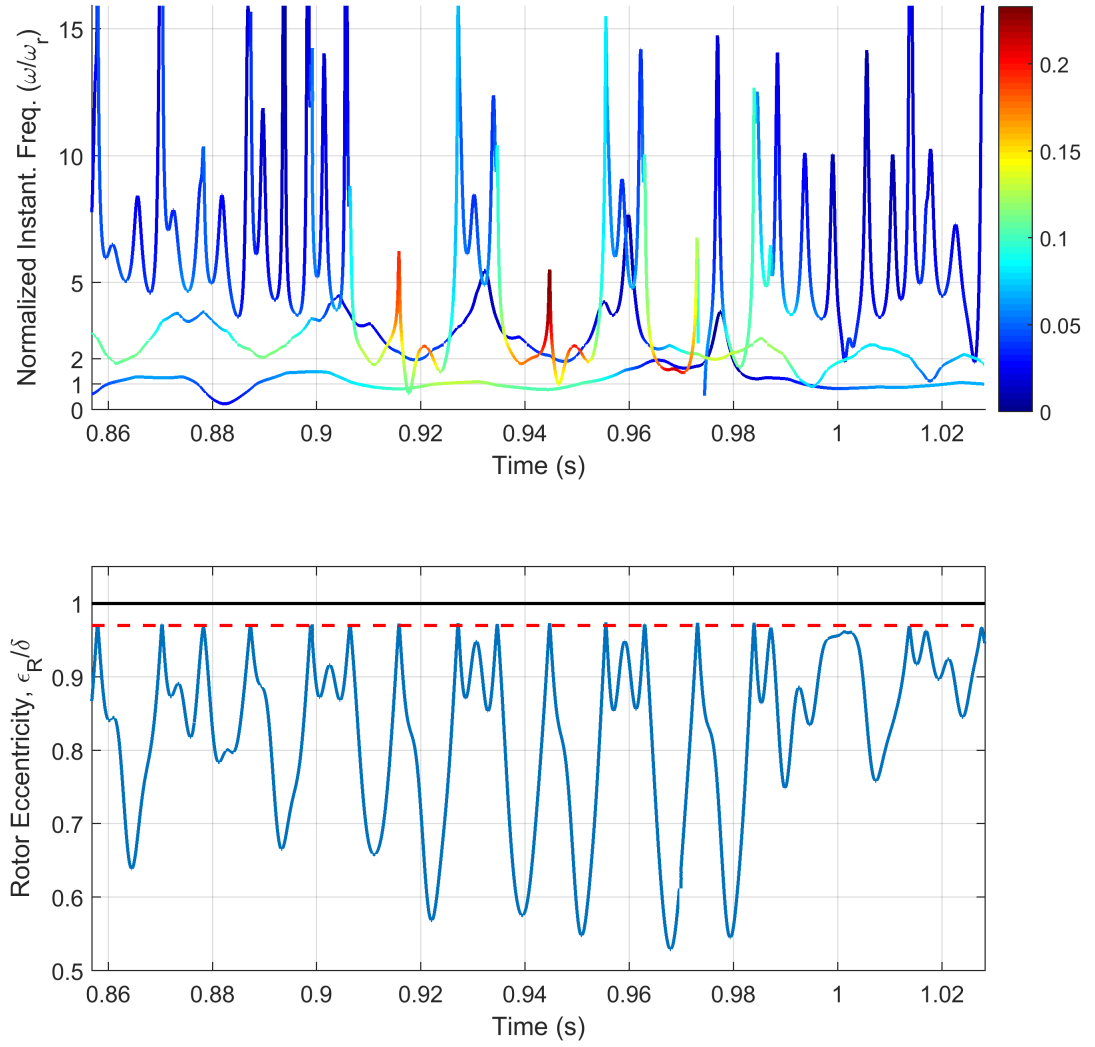 15
10
5
2
1
0
Normalized Instant. Freq. (ω/ω_r)
0.86 0.88 0.9 0.92 0.94 0.96 0.98 1 1.02
Time (s)
0.2
0.15
0.1
0.05
0
1
0.9
0.8
0.7
0.6
0.5
Rotor Eccentricity, ϵ_R/δ
0.86 0.88 0.9 0.92 0.94 0.96 0.98 1 1.02
Time (s)